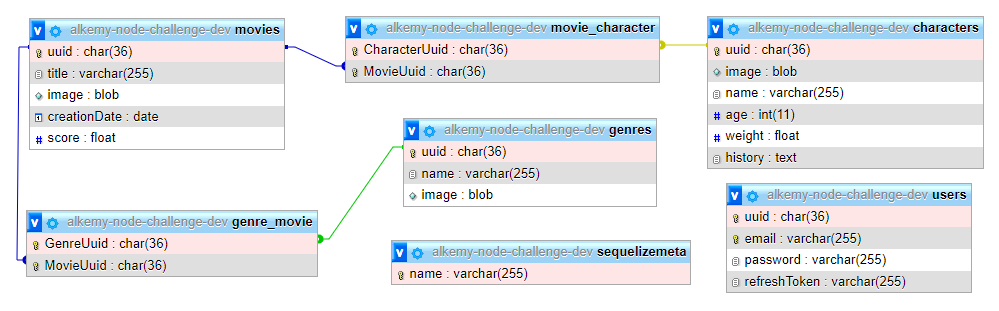 v alkemy-node-challenge-dev movies
uuid : char(36)
title : varchar(255)
image : blob
creationDate : date
# score : float
v alkemy-node-challenge-dev movie_character
CharacterUuid : char(36)
MovieUuid : char(36)
v alkemy-node-challenge-dev characters
uuid : char(36)
image : blob
name : varchar(255)
# age : int(11)
# weight : float
history : text
v alkemy-node-challenge-dev genres
uuid : char(36)
name : varchar(255)
image : blob
v alkemy-node-challenge-dev genre_movie
GenreUuid : char(36)
MovieUuid : char(36)
v alkemy-node-challenge-dev sequelizemeta
name : varchar(255)
v alkemy-node-challenge-dev users
uuid : char(36)
email : varchar(255)
password : varchar(255)
refreshToken : varchar(255)